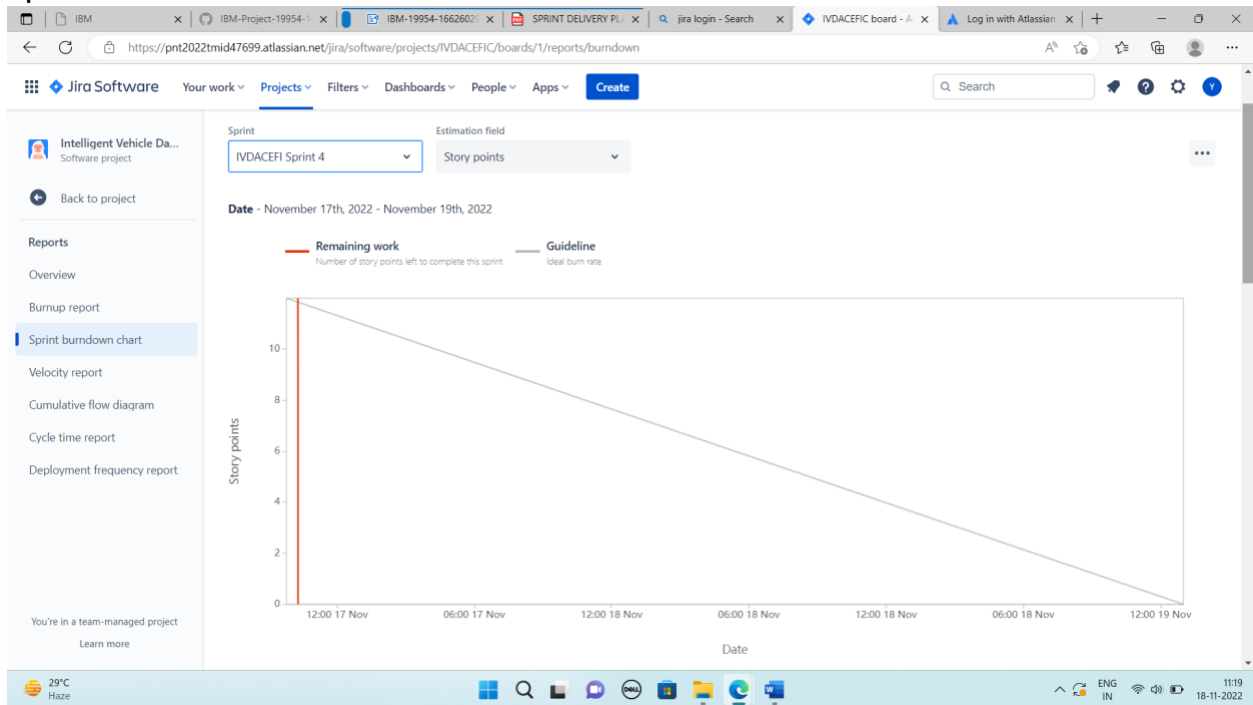 IBM
IBM-Project-19954-1
IBM-19954-16626029
SPRINT DELIVERY PL
jira login - Search
IVDACEFIC board - A
Log in with Atlassian
https://pnt2022tmid47699.atlassian.net/jira/software/projects/IVDACEFIC/boards/1/reports/burndown
Jira Software
Your work
Projects
Filters
Dashboards
People
Apps
Create
Search
Y
Intelligent Vehicle Da...
Software project
Back to project
Reports
Overview
Burnup report
Sprint burndown chart
Velocity report
Cumulative flow diagram
Cycle time report
Deployment frequency report
You're in a team-managed project
Learn more
Sprint
IVDACEFI Sprint 4
Estimation field
Story points
Date - November 17th, 2022 - November 19th, 2022
Remaining work
Number of story points left to complete this sprint
Guideline
Ideal burn rate
Story points
10
8
6
4
2
0
12:00 17 Nov
06:00 17 Nov
12:00 18 Nov
06:00 18 Nov
12:00 18 Nov
06:00 18 Nov
12:00 19 Nov
Date
29°C
Haze
DELL
ENG
IN
11:19
18-11-2022